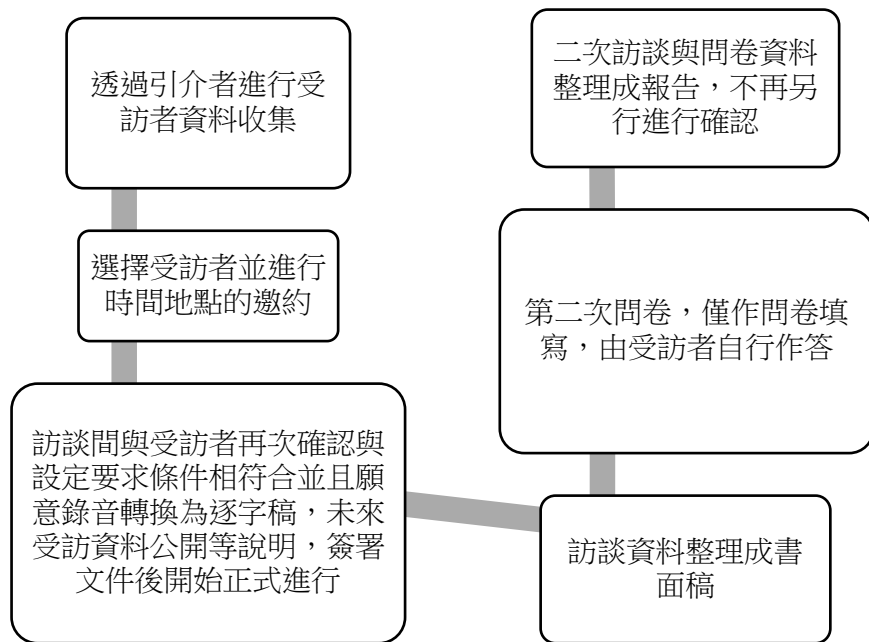 透過引介者進行受
訪者資料收集
選擇受訪者並進行
時間地點的邀約
訪談間與受訪者再次確認與
設定要求條件相符合並且願
意錄音轉換為逐字稿，未來
受訪資料公開等說明，簽署
文件後開始正式進行
訪談資料整理成書
面稿
第二次問卷，僅作問卷填
寫，由受訪者自行作答
二次訪談與問卷資料
整理成報告，不再另
行進行確認